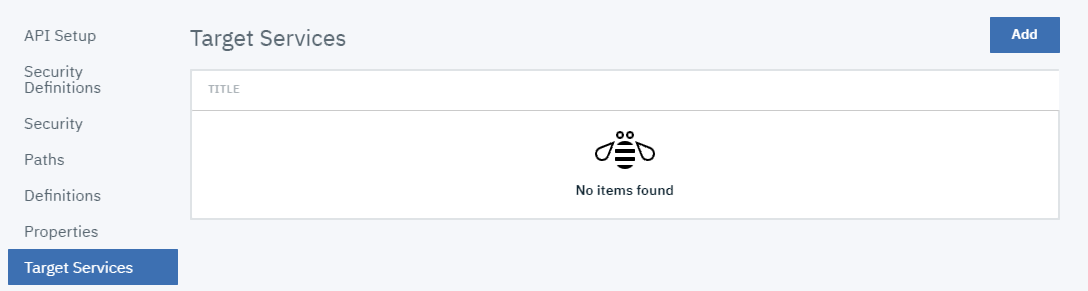 API Setup
Security
Definitions
Security
Paths
Definitions
Properties
Target Services
Target Services
Add
TITLE
No items found